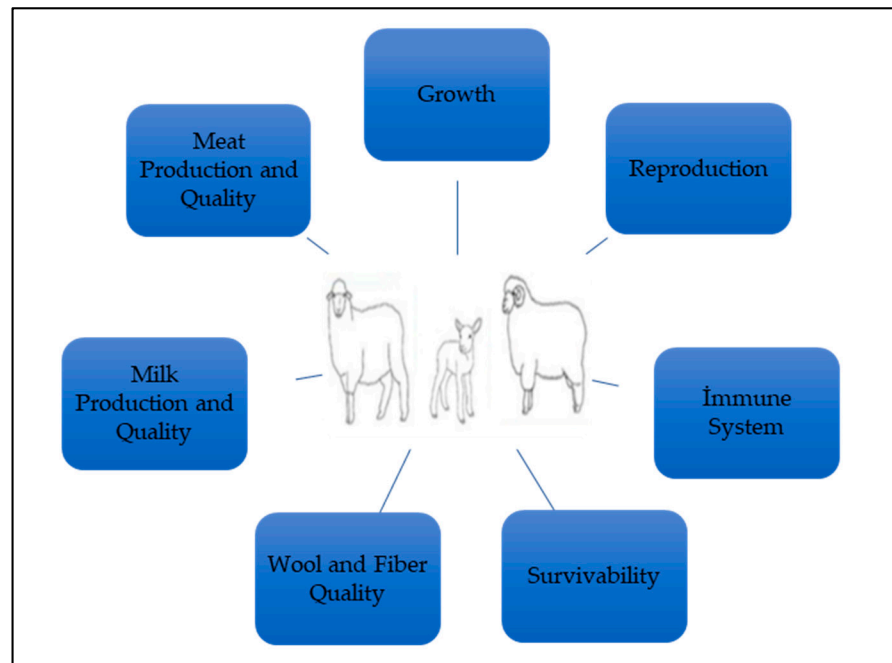 Growth
Meat
Production and
Quality
Reproduction
Milk
Production and
Quality
İmmune
System
Wool and Fiber
Quality
Survivability